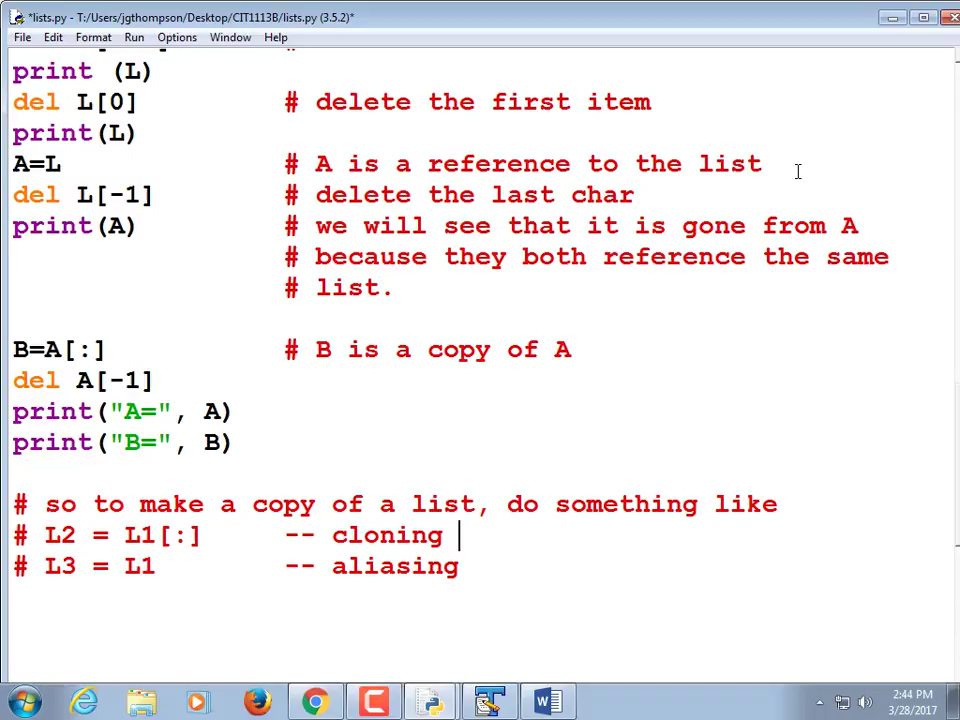 *lists.py - T:/Users/jgthompson/Desktop/CIT1113B/lists.py (3.5.2)*
File Edit Format Run Options Window Help
print (L)
del L[0] # delete the first item
print(L)
A=L # A is a reference to the list
del L[-1] # delete the last char
print(A) # we will see that it is gone from A
# because they both reference the same
# list.
B=A[:] # B is a copy of A
del A[-1]
print("A=", A)
print("B=", B)
# so to make a copy of a list, do something like
# L2 = L1[:] -- cloning
# L3 = L1 -- aliasing
2:44 PM
3/28/2017